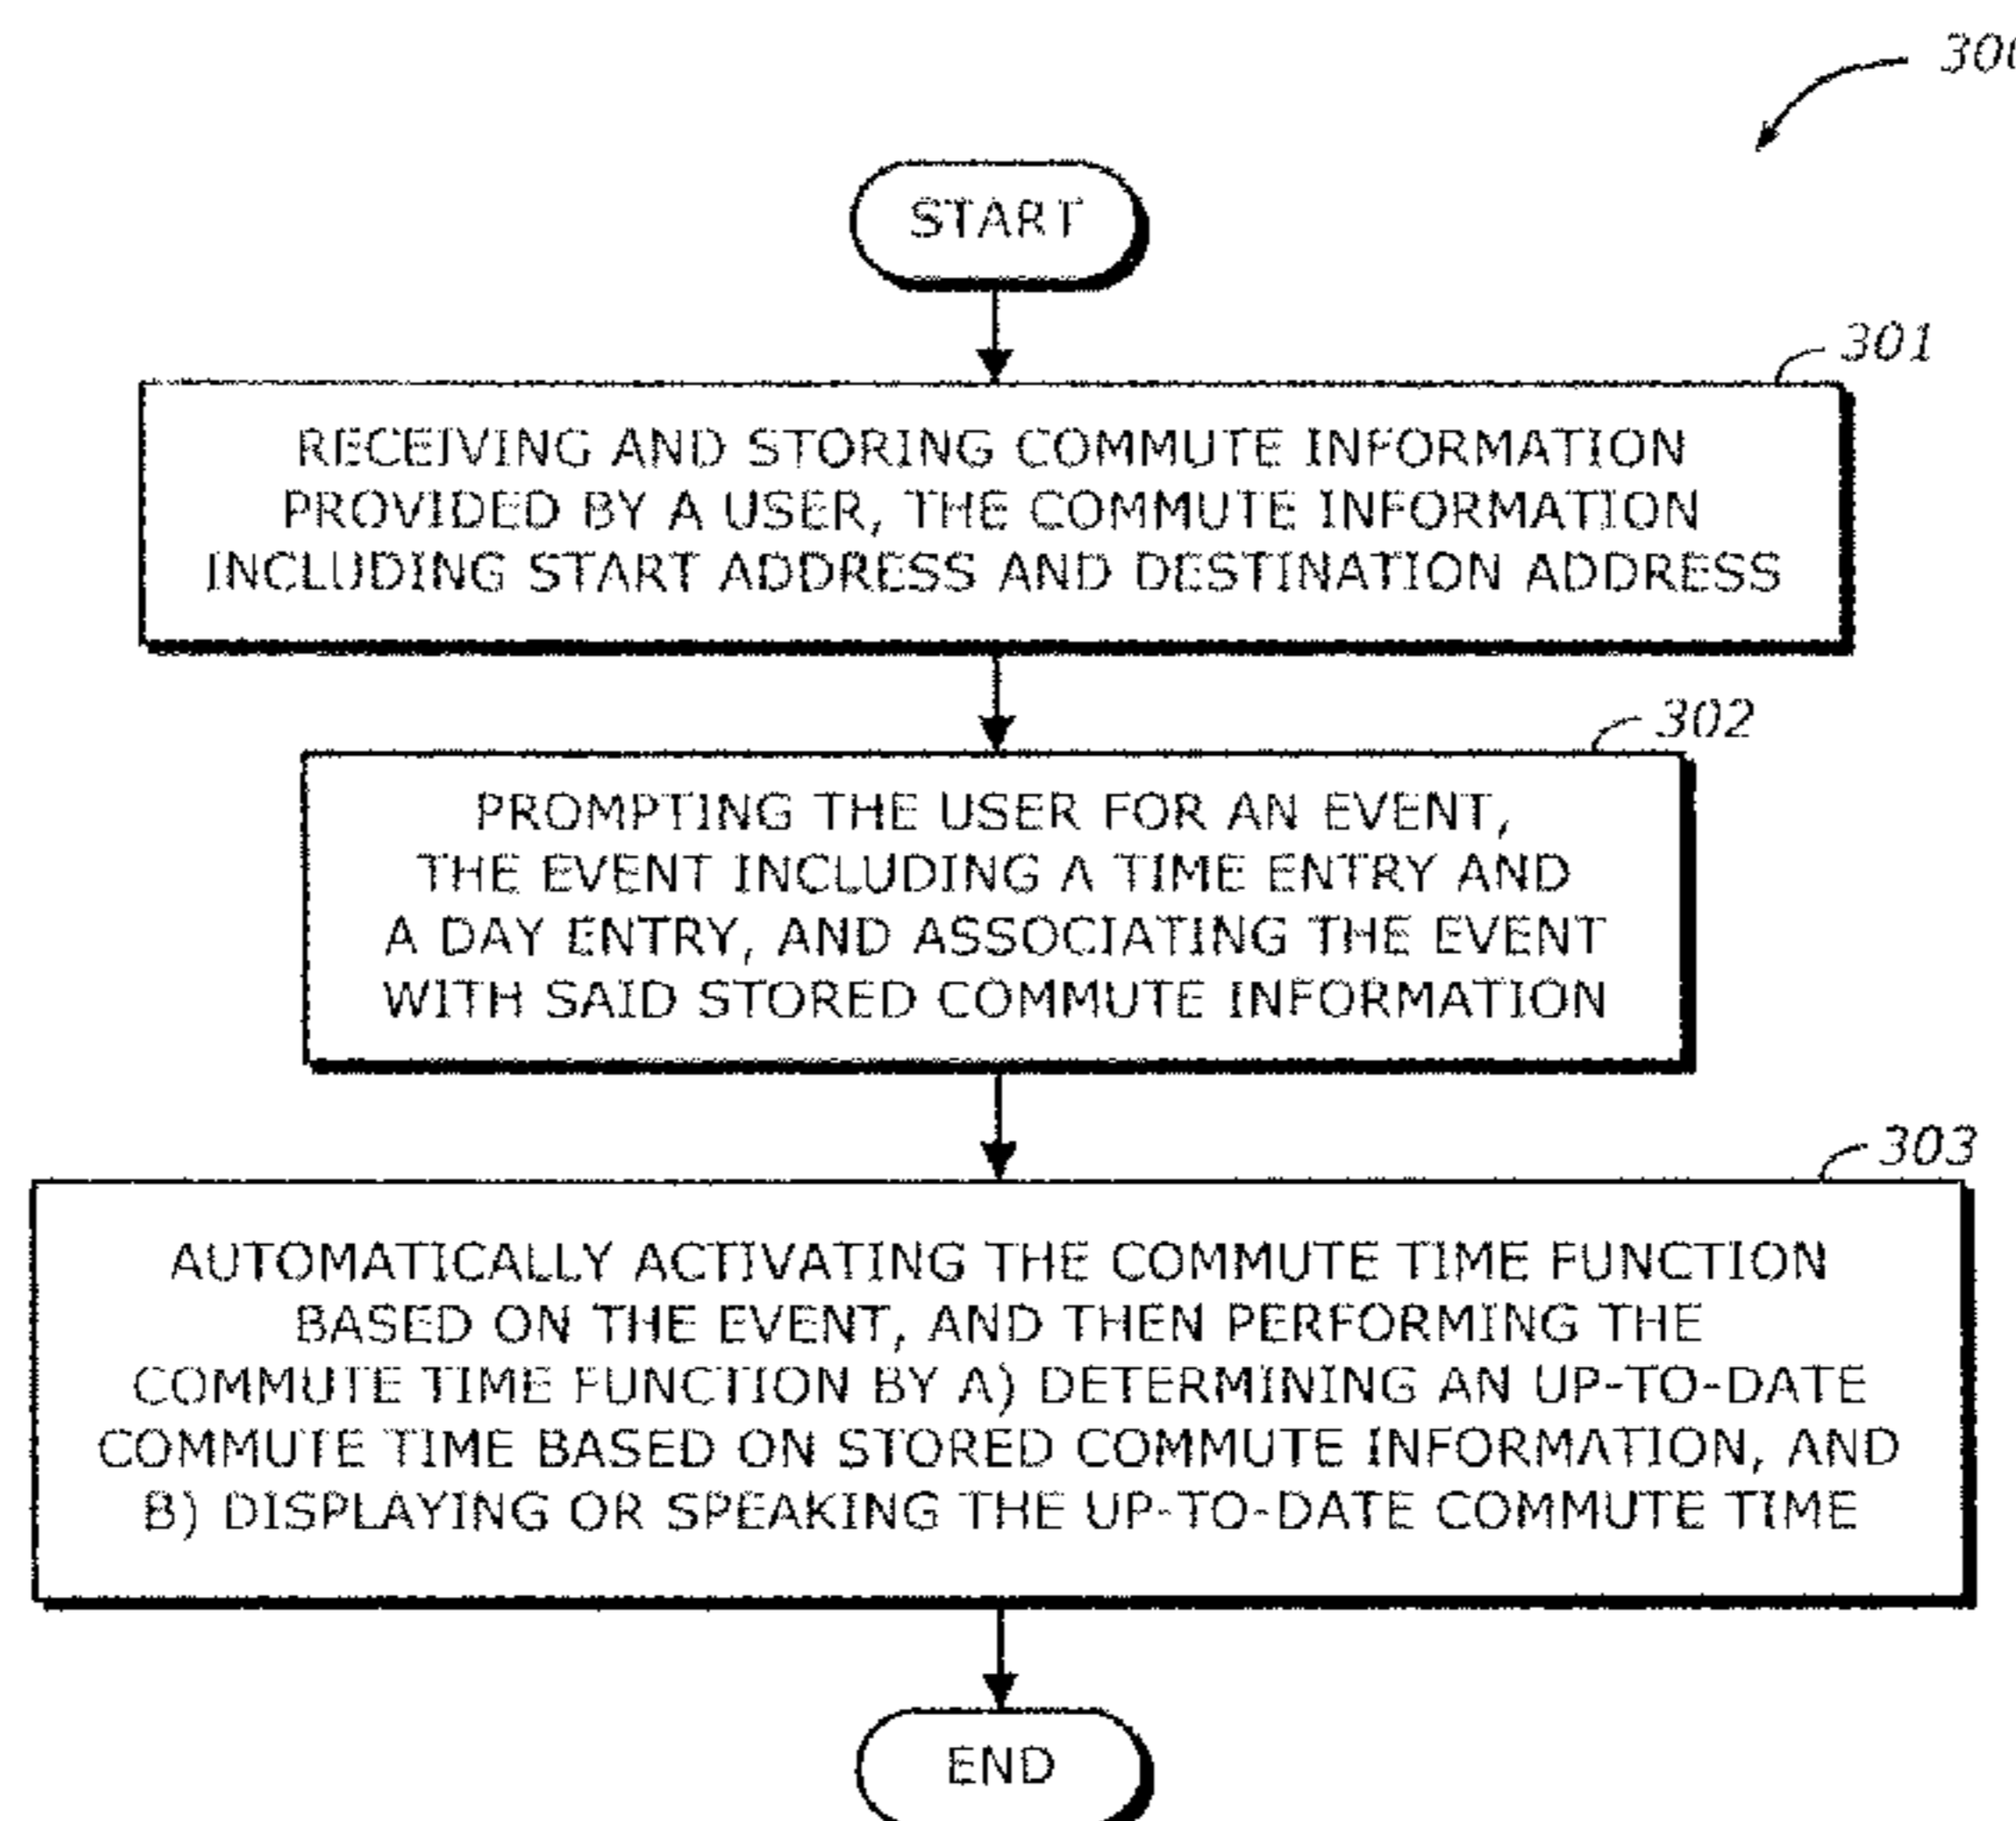 300
START
301
RECEIVING AND STORING COMMUTE INFORMATION
PROVIDED BY A USER, THE COMMUTE INFORMATION
INCLUDING START ADDRESS AND DESTINATION ADDRESS
302
PROMPTING THE USER FOR AN EVENT,
THE EVENT INCLUDING A TIME ENTRY AND
A DAY ENTRY, AND ASSOCIATING THE EVENT
WITH SAID STORED COMMUTE INFORMATION
303
AUTOMATICALLY ACTIVATING THE COMMUTE TIME FUNCTION
BASED ON THE EVENT, AND THEN PERFORMING THE
COMMUTE TIME FUNCTION BY A) DETERMINING AN UP-TO-DATE
COMMUTE TIME BASED ON STORED COMMUTE INFORMATION, AND
B) DISPLAYING OR SPEAKING THE UP-TO-DATE COMMUTE TIME
END